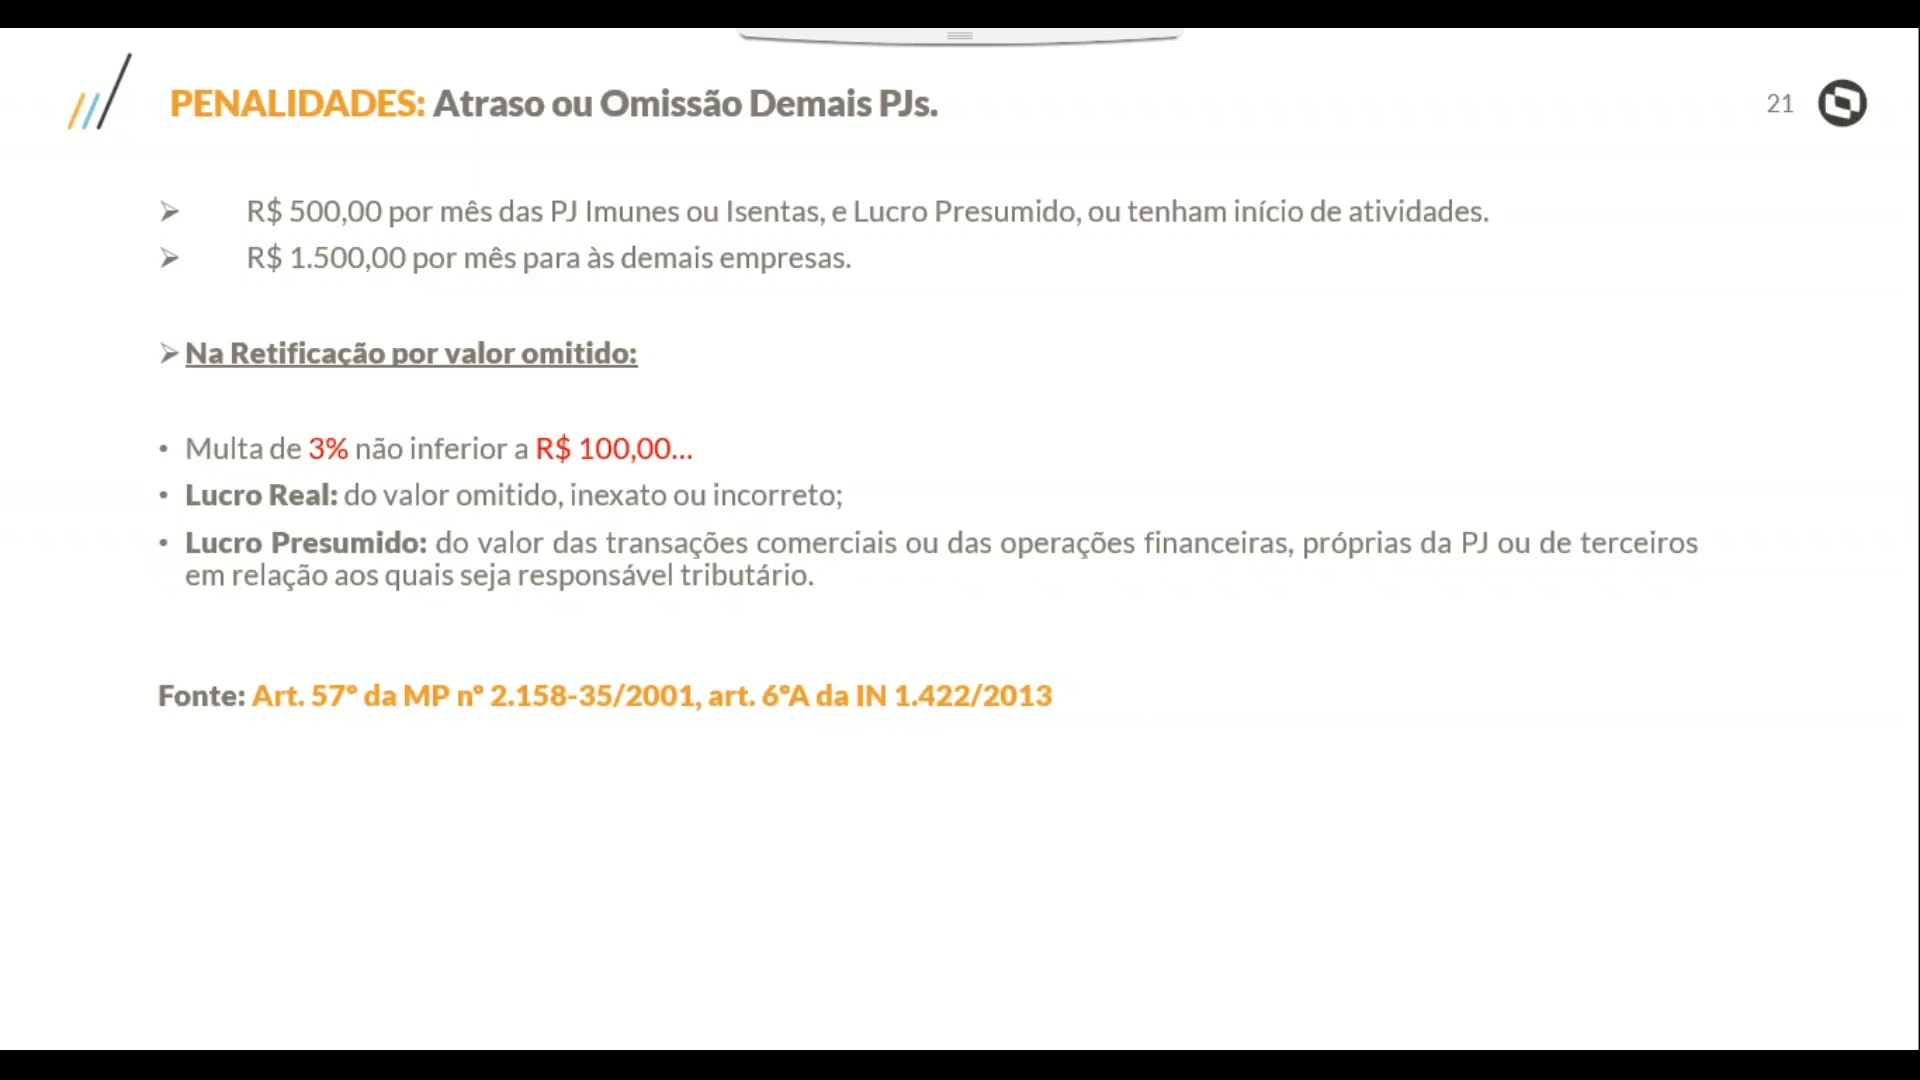 PENALIDADES: Atraso ou Omissão Demais PJs.
21
➢ R$ 500,00 por mês das PJ Imunes ou Isentas, e Lucro Presumido, ou tenham início de atividades.
➢ R$ 1.500,00 por mês para às demais empresas.
➢ Na Retificação por valor omitido:
• Multa de 3% não inferior a R$ 100,00...
• Lucro Real: do valor omitido, inexato ou incorreto;
• Lucro Presumido: do valor das transações comerciais ou das operações financeiras, próprias da PJ ou de terceiros
em relação aos quais seja responsável tributário.
Fonte: Art. 57º da MP nº 2.158-35/2001, art. 6ºA da IN 1.422/2013